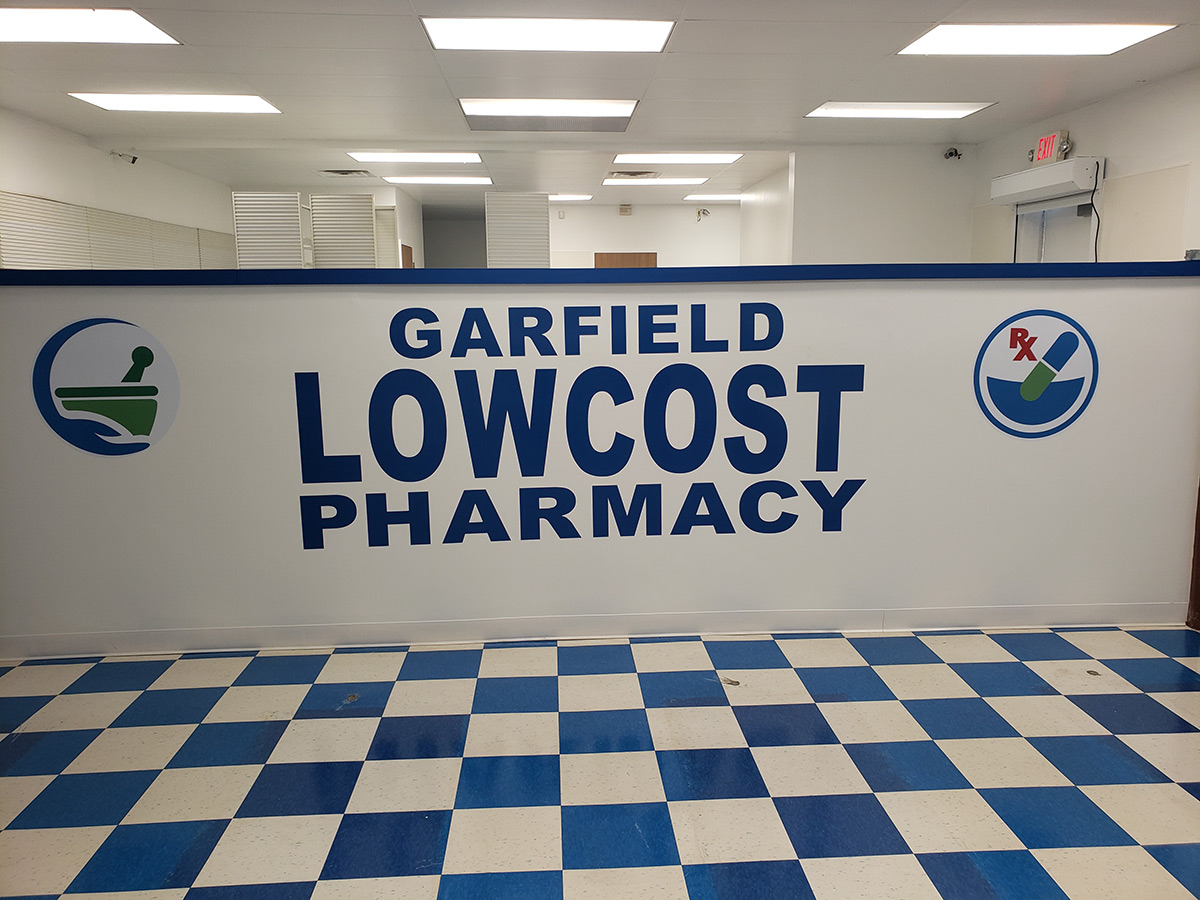 EXIT
GARFIELD
LOWCOST
PHARMACY
RX